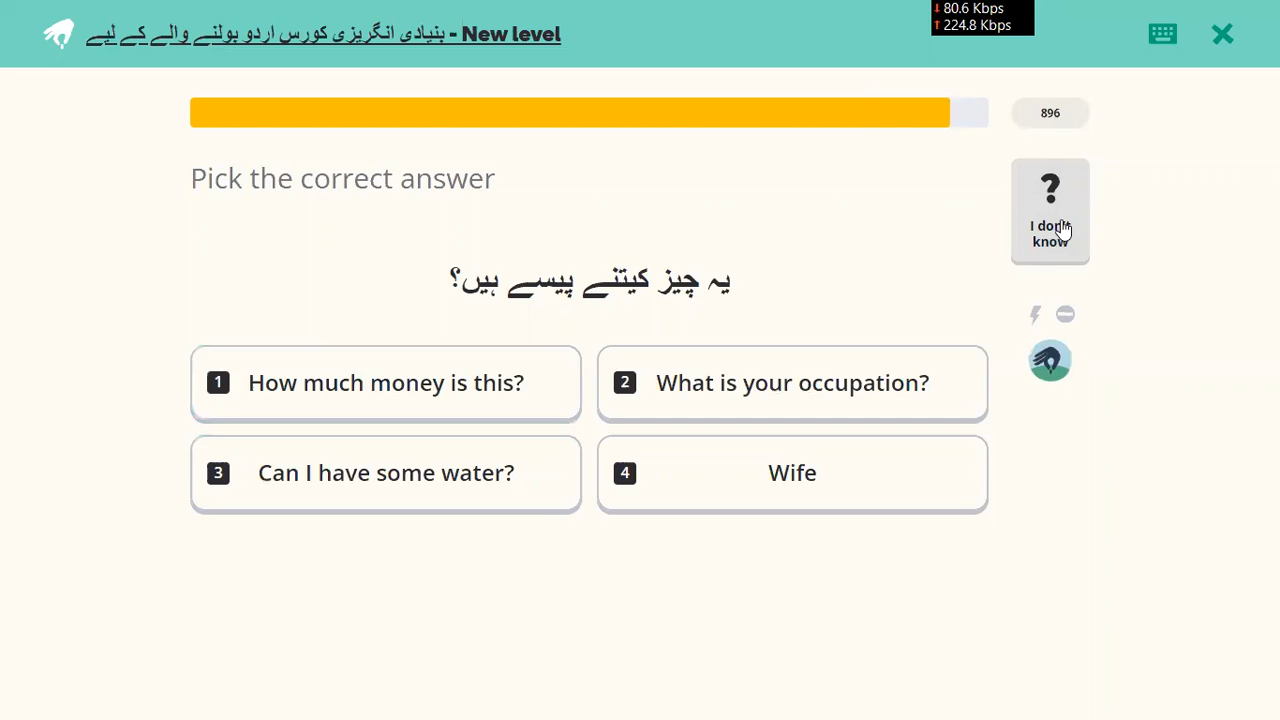 بنیادی انگریزی کورس اردو بولنے والے کے لیے - New level
80.6 Kbps
224.8 Kbps
896
Pick the correct answer
? I don't know
یہ چیز کیتنے پیسے ہیں؟
1 How much money is this?
2 What is your occupation?
3 Can I have some water?
4 Wife